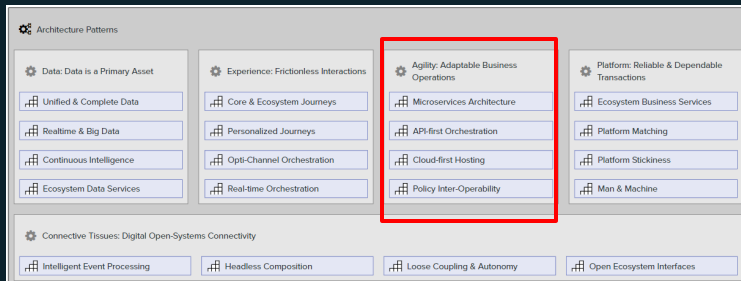 Architecture Patterns
Data: Data is a Primary Asset
Unified & Complete Data
Realtime & Big Data
Continuous Intelligence
Ecosystem Data Services
Experience: Frictionless Interactions
Core & Ecosystem Journeys
Personalized Journeys
Opti-Channel Orchestration
Real-time Orchestration
Agility: Adaptable Business
Operations
Microservices Architecture
API-first Orchestration
Cloud-first Hosting
Policy Inter-Operability
Platform: Reliable & Dependable
Transactions
Ecosystem Business Services
Platform Matching
Platform Stickiness
Man & Machine
Connective Tissues: Digital Open-Systems Connectivity
Intelligent Event Processing
Headless Composition
Loose Coupling & Autonomy
Open Ecosystem Interfaces